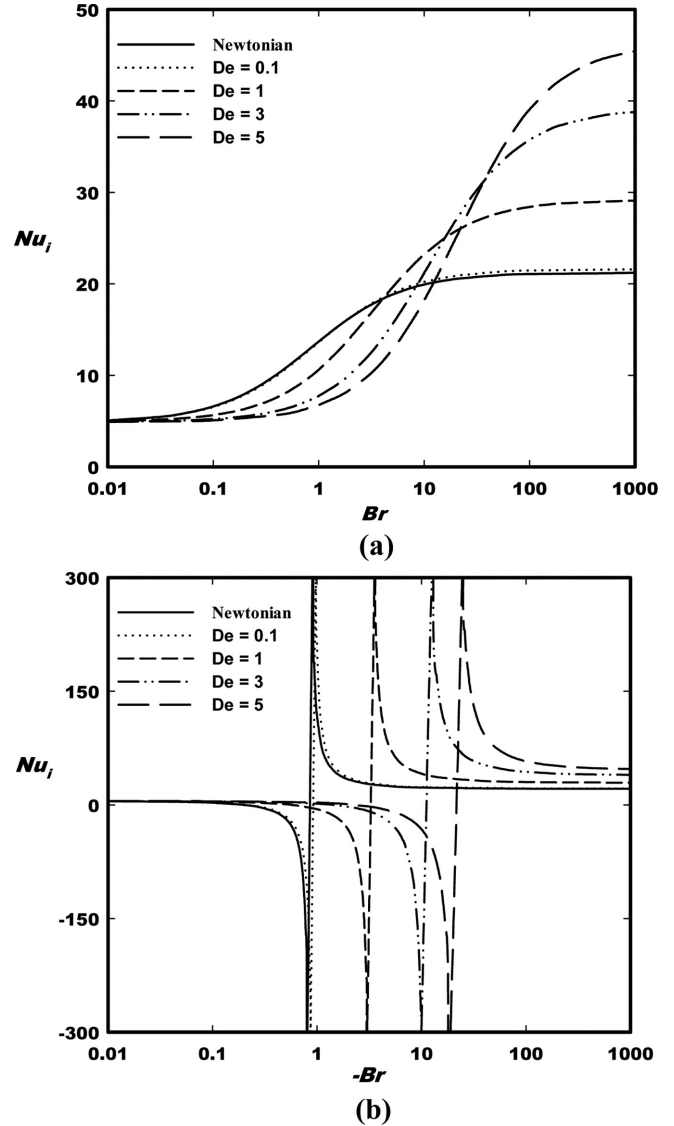 50
40
30
20
10
0
Nu_i
Newtonian
De = 0.1
De = 1
De = 3
De = 5
0.01 0.1 1 10 100 1000
Br
(a)
300
150
0
-150
-300
Nu_i
Newtonian
De = 0.1
De = 1
De = 3
De = 5
0.01 0.1 1 10 100 1000
-Br
(b)